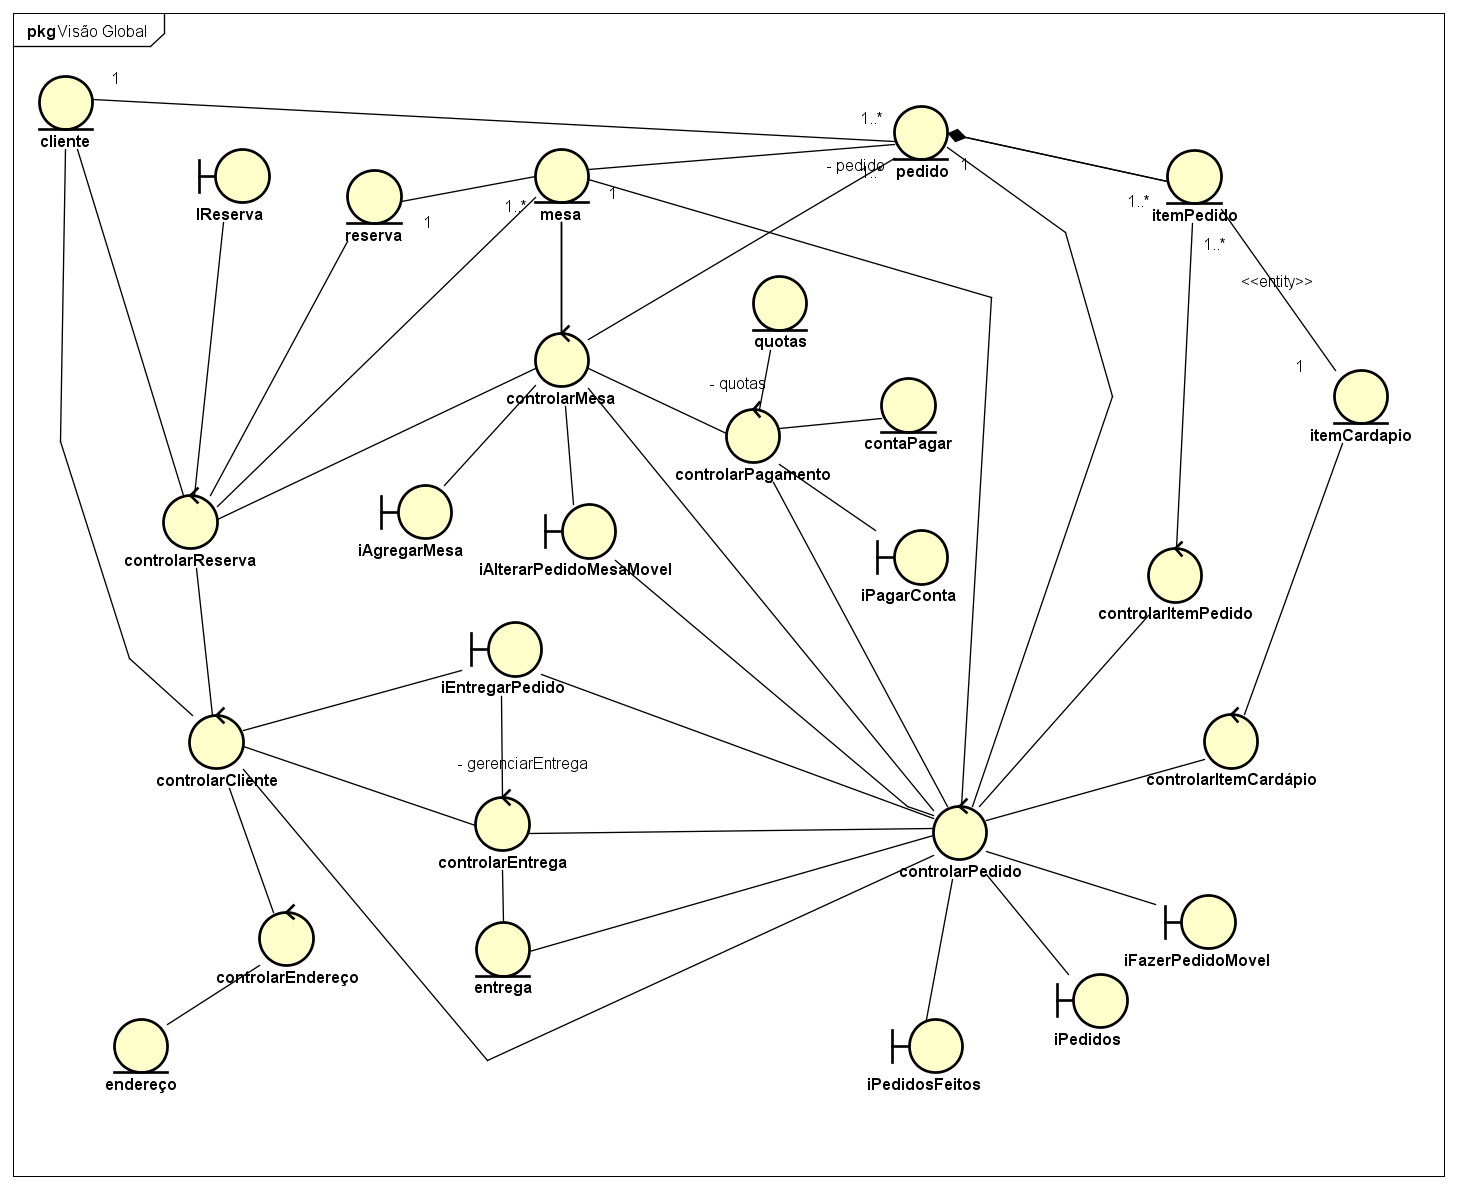 pkg Visão Global
1
cliente
1..*
- pedido
1..
pedido
1
IReserva
reserva
1
1..*
mesa
1
1..*
itemPedido
1..*
<<entity>>
1
itemCardapio
quotas
- quotas
controlarMesa
contaPagar
controlarPagamento
controlarReserva
iAgregarMesa
iAlterarPedidoMesaMovel
iPagarConta
controlarItemPedido
iEntregarPedido
- gerenciarEntrega
controlarCliente
controlarItemCardápio
controlarEntrega
controlarPedido
controlarEndereço
entrega
iFazerPedidoMovel
iPedidos
endereço
iPedidosFeitos